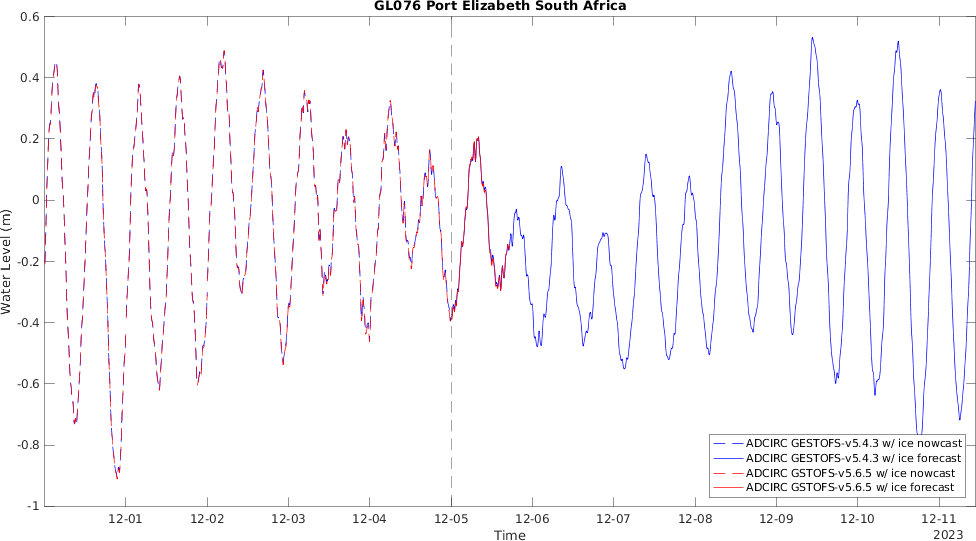 GL076 Port Elizabeth South Africa
0.6
0.4
0.2
0
-0.2
-0.4
-0.6
-0.8
-1
Water Level (m)
ADCIRC GESTOFS-v5.4.3 w/ ice nowcast
ADCIRC GESTOFS-v5.4.3 w/ ice forecast
ADCIRC GSTOFS-v5.6.5 w/ ice nowcast
ADCIRC GSTOFS-v5.6.5 w/ ice forecast
12-01 12-02 12-03 12-04 12-05 12-06 12-07 12-08 12-09 12-10 12-11
Time
2023